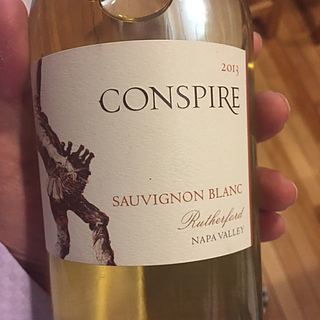 2013
CONSPIRE
SAUVIGNON BLANC
Rutherford
NAPA VALLEY